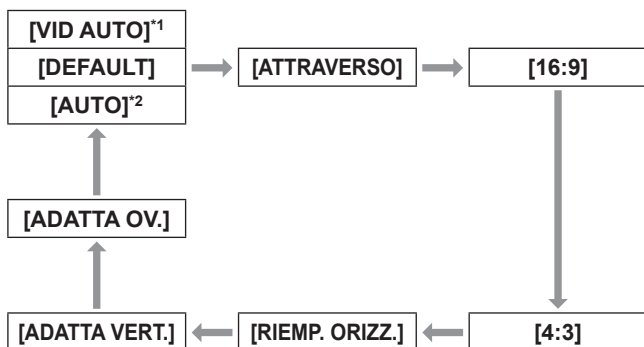 [VID AUTO]*1
[DEFAULT]
[AUTO]*2
[ATTRAVERSO]
[16:9]
[ADATTA OV.]
[ADATTA VERT.]
[RIEMP. ORIZZ.]
[4:3]